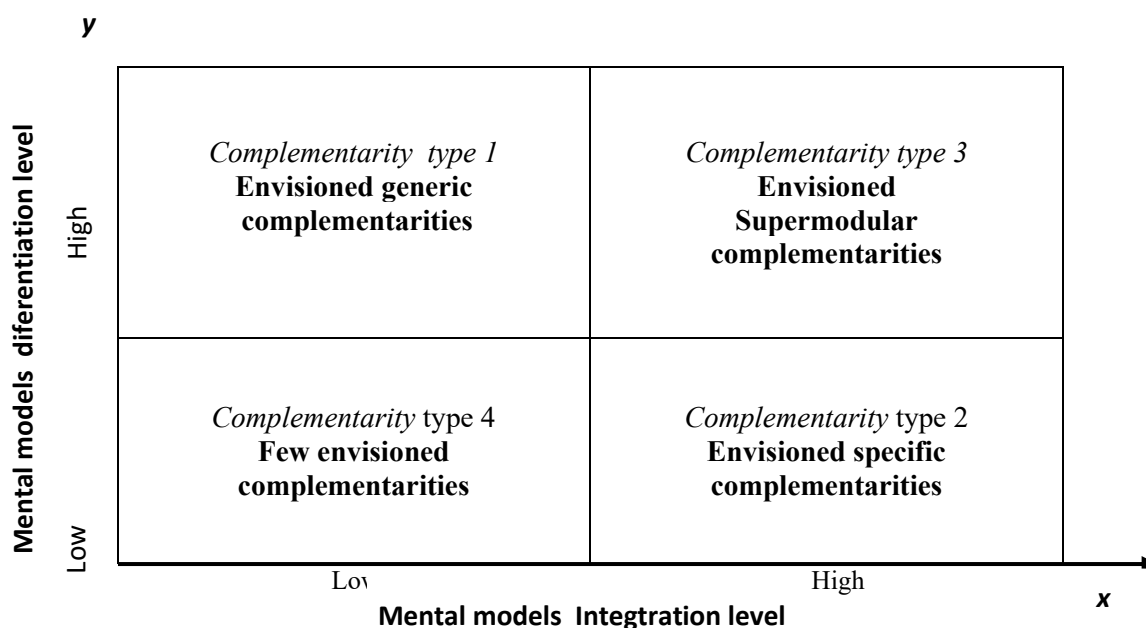 y
Mental models diferentiation level
High
Low
Complementarity type 1
Envisioned generic
complementarities
Complementarity type 3
Envisioned
Supermodular
complementarities
Complementarity type 4
Few envisioned
complementarities
Complementarity type 2
Envisioned specific
complementarities
High
x
Mental models Integtration level